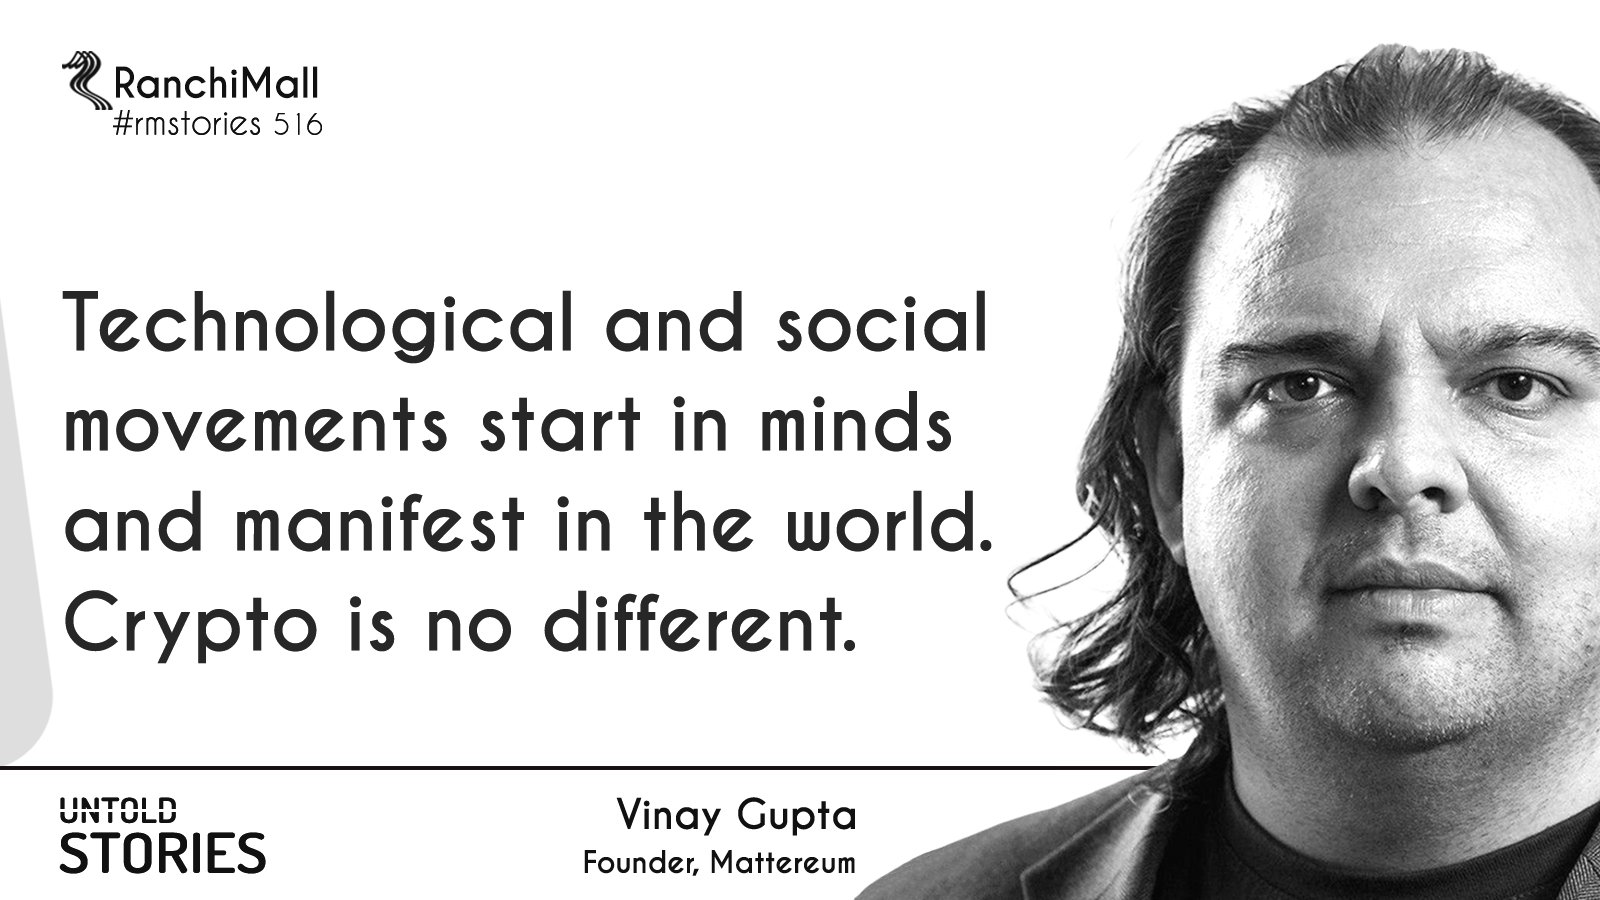 RanchiMall
#rmstories 516
Technological and social
movements start in minds
and manifest in the world.
Crypto is no different.
UNTOLD
STORIES
Vinay Gupta
Founder, Mattereum